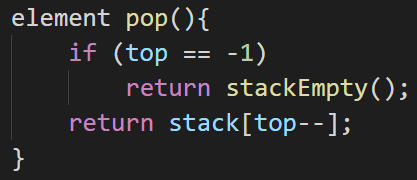 element pop(){
    if (top == -1)
        return stackEmpty();
    return stack[top--];
}